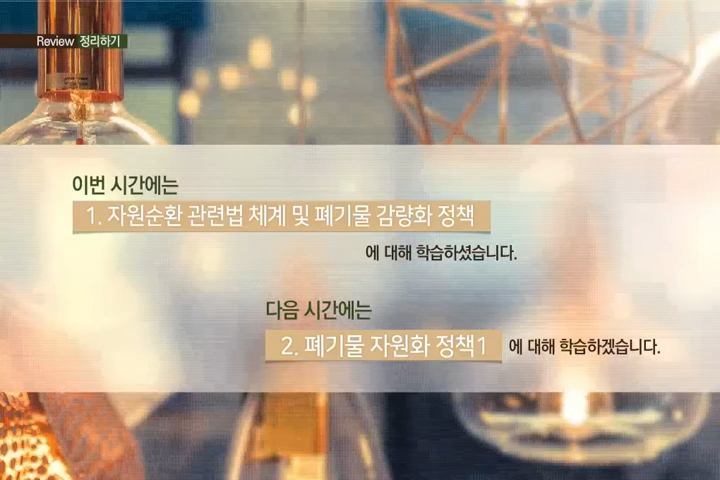 Review 정리하기
이번 시간에는
1. 자원순환 관련법 체계 및 폐기물 감량화 정책
에 대해 학습하셨습니다.
다음 시간에는
2. 폐기물 자원화 정책1 에 대해 학습하겠습니다.